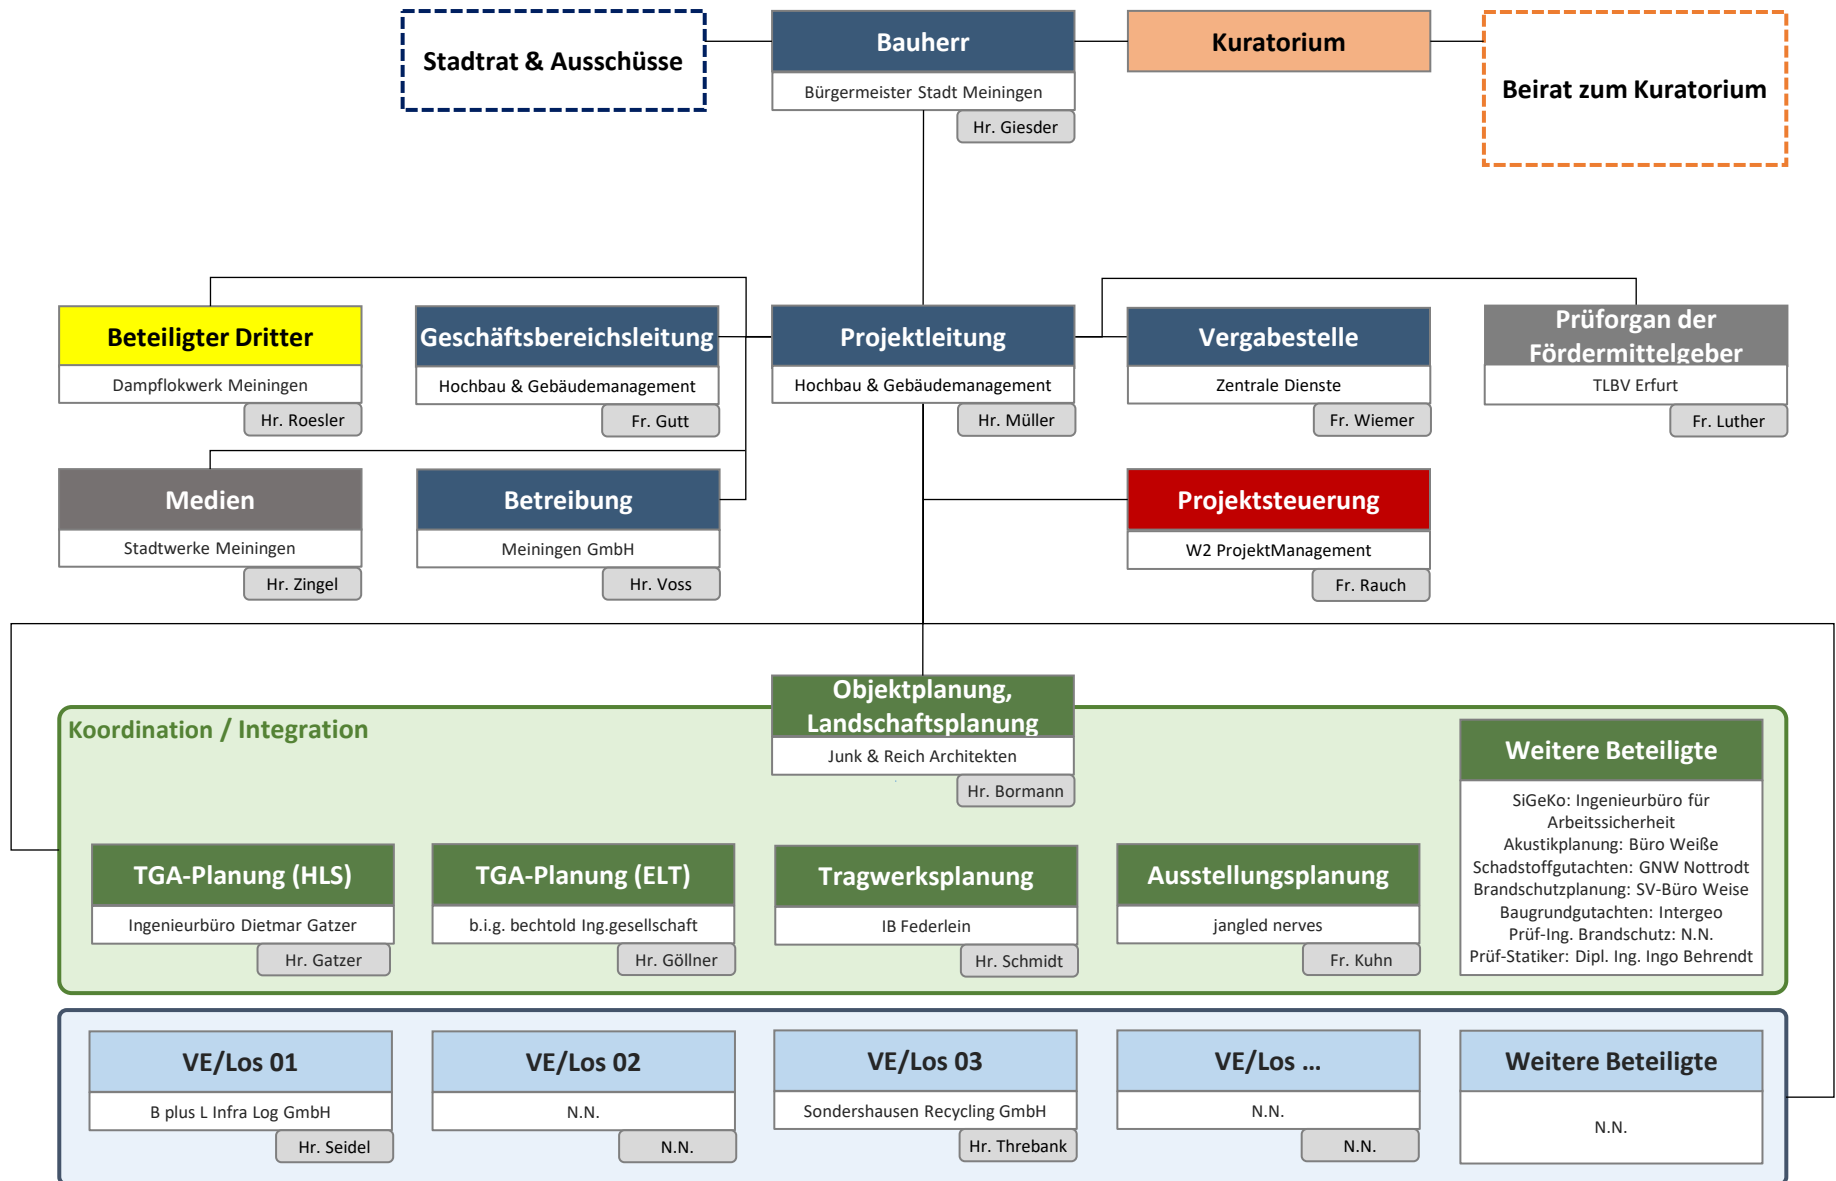 Stadtrat & Ausschüsse
Bauherr
Bürgermeister Stadt Meiningen
Hr. Giesder
Kuratorium
Beirat zum Kuratorium
Beteiligter Dritter
Dampflokwerk Meiningen
Hr. Roesler
Geschäftsbereichsleitung
Hochbau & Gebäudemanagement
Fr. Gutt
Projektleitung
Hochbau & Gebäudemanagement
Hr. Müller
Vergabestelle
Zentrale Dienste
Fr. Wiemer
Prüforgan der
Fördermittelgeber
TLBV Erfurt
Fr. Luther
Medien
Stadtwerke Meiningen
Hr. Zingel
Betreibung
Meiningen GmbH
Hr. Voss
Projektsteuerung
W2 ProjektManagement
Fr. Rauch
Koordination / Integration
Objektplanung,
Landschaftsplanung
Junk & Reich Architekten
Hr. Bormann
Weitere Beteiligte
SiGeKo: Ingenieurbüro für
Arbeitssicherheit
Akustikplanung: Büro Weiße
Schadstoffgutachten: GNW Nottrodt
Brandschutzplanung: SV-Büro Weise
Baugrundgutachten: Intergeo
Prüf-Ing. Brandschutz: N.N.
Prüf-Statiker: Dipl. Ing. Ingo Behrendt
TGA-Planung (HLS)
Ingenieurbüro Dietmar Gatzer
Hr. Gatzer
TGA-Planung (ELT)
b.i.g. bechtold Ing.gesellschaft
Hr. Göllner
Tragwerksplanung
IB Federlein
Hr. Schmidt
Ausstellungsplanung
jangled nerves
Fr. Kuhn
VE/Los 01
B plus L Infra Log GmbH
Hr. Seidel
VE/Los 02
N.N.
N.N.
VE/Los 03
Sondershausen Recycling GmbH
Hr. Threbank
VE/Los ...
N.N.
N.N.
Weitere Beteiligte
N.N.